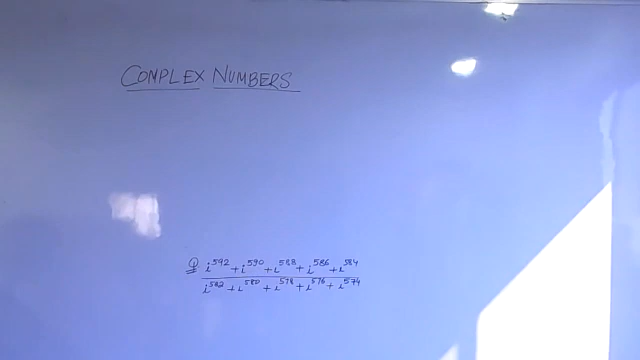 COMPLEX NUMBERS
Q i^592 + i^590 + i^588 + i^586 + i^584
i^582 + i^580 + i^578 + i^576 + i^574